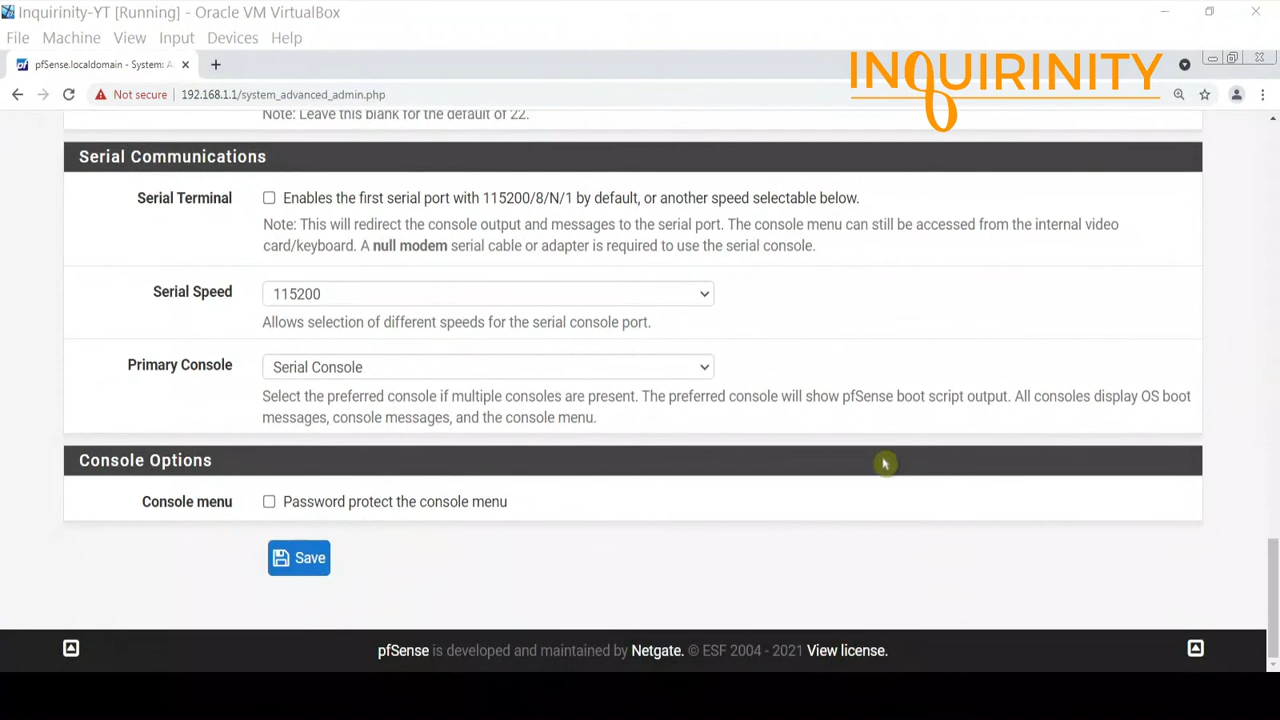 Inquirinity-YT [Running] - Oracle VM VirtualBox
File Machine View Input Devices Help
pfSense.localdomain - System: A
INQUIRINITY
Not secure 192.168.1.1/system_advanced_admin.php
Note: Leave this blank for the default of 22.
Serial Communications
Serial Terminal Enables the first serial port with 115200/8/N/1 by default, or another speed selectable below.
Note: This will redirect the console output and messages to the serial port. The console menu can still be accessed from the internal video
card/keyboard. A null modem serial cable or adapter is required to use the serial console.
Serial Speed 115200
Allows selection of different speeds for the serial console port.
Primary Console Serial Console
Select the preferred console if multiple consoles are present. The preferred console will show pfSense boot script output. All consoles display OS boot
messages, console messages, and the console menu.
Console Options
Console menu Password protect the console menu
Save
pfSense is developed and maintained by Netgate. © ESF 2004 - 2021 View license.